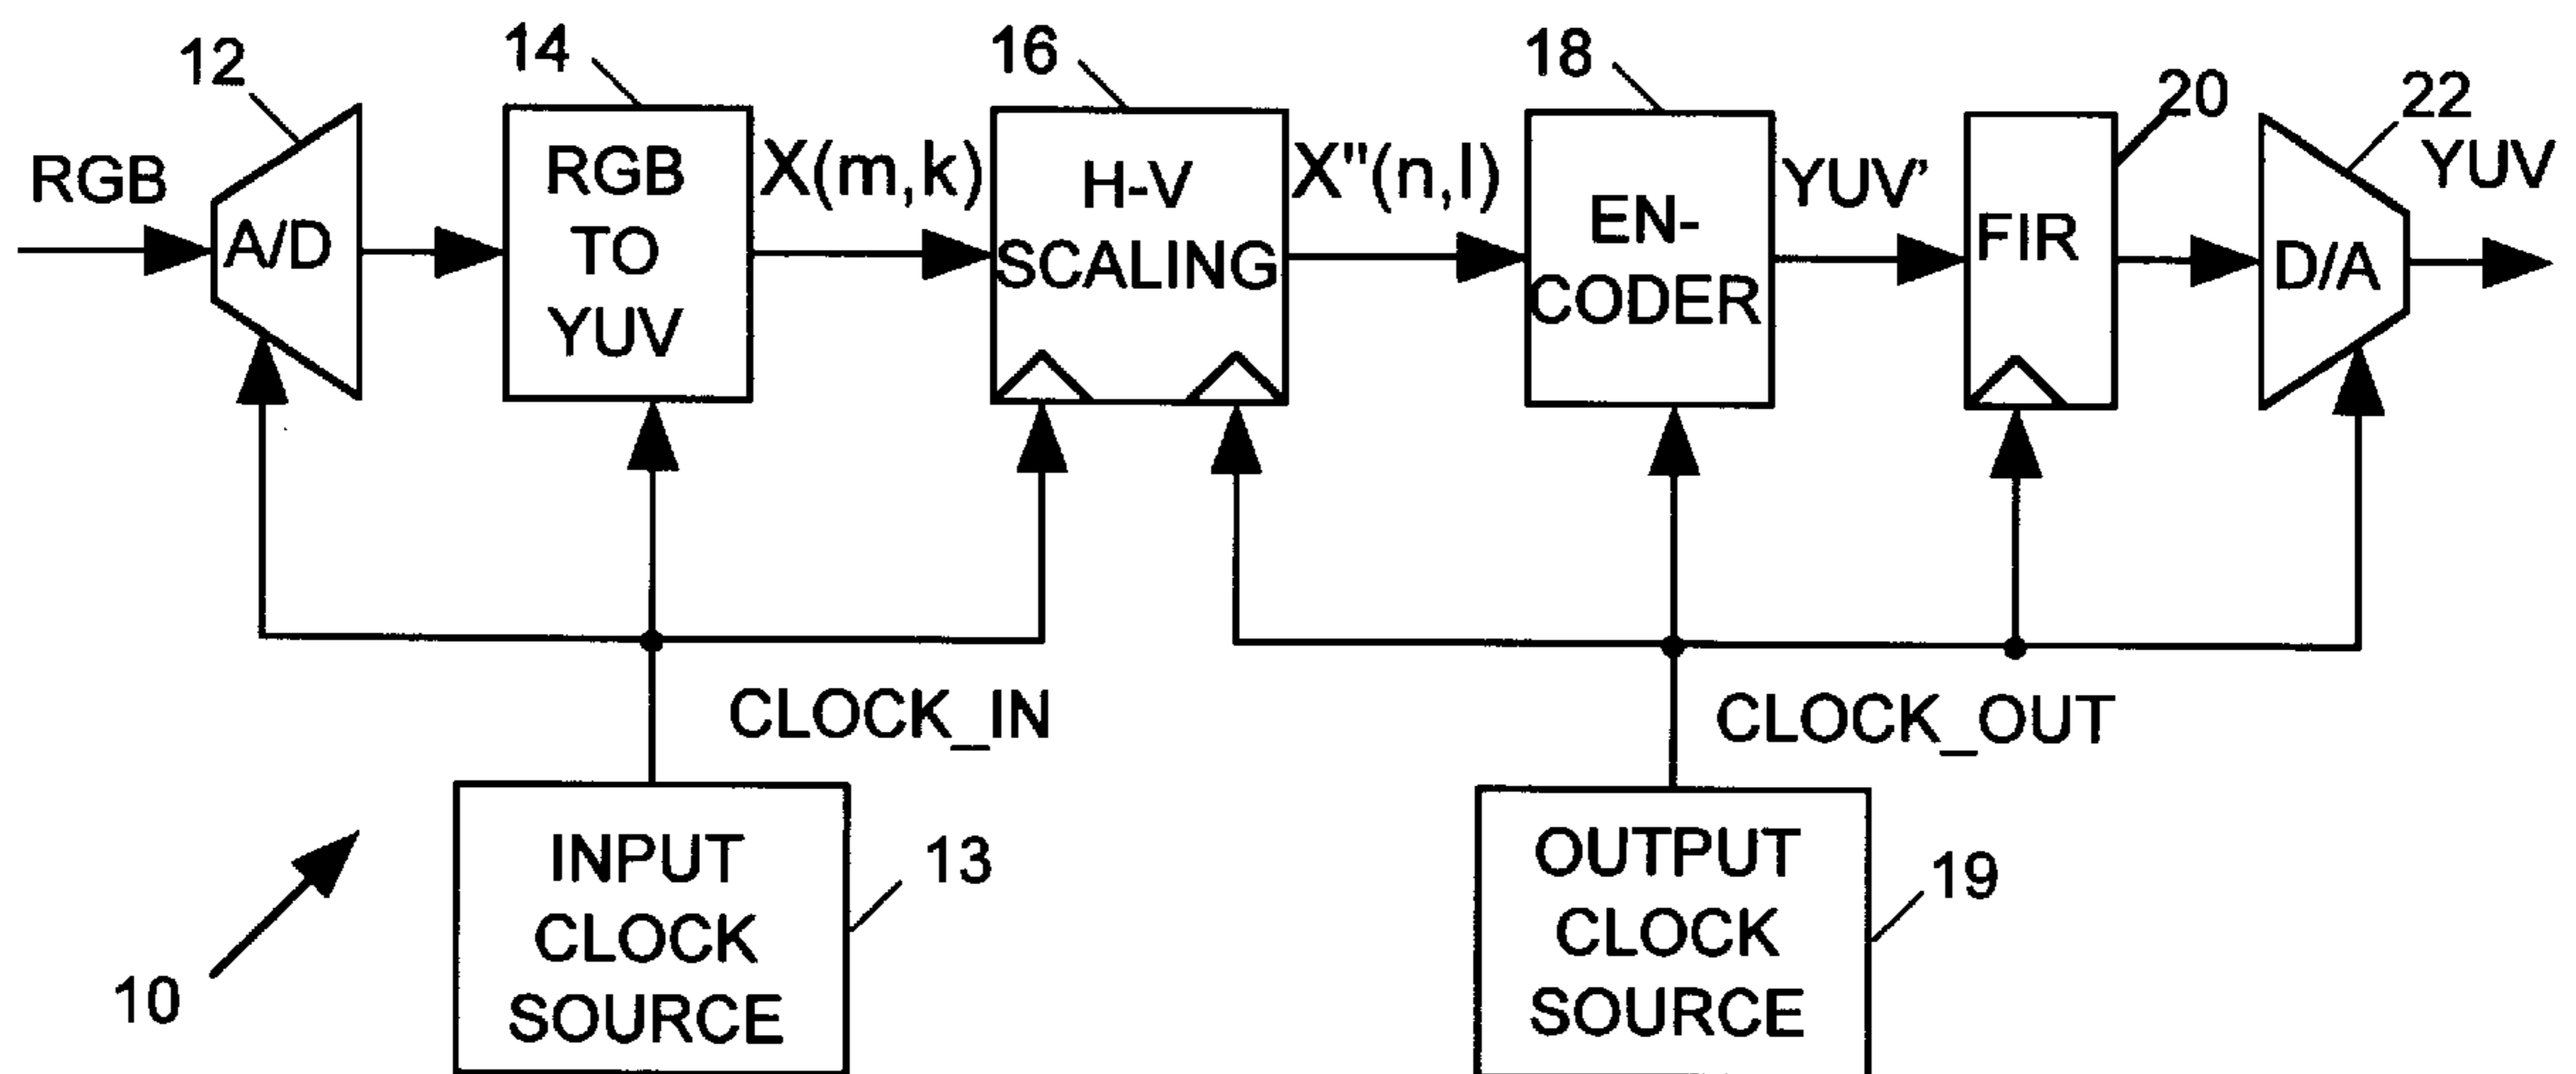 12
14
16
18
20
22
RGB
A/D
RGB
TO
YUV
X(m,k)
H-V
SCALING
X"(n,l)
EN-
CODER
YUV'
FIR
D/A
YUV
CLOCK_IN
CLOCK_OUT
INPUT
CLOCK
SOURCE
13
OUTPUT
CLOCK
SOURCE
19
10